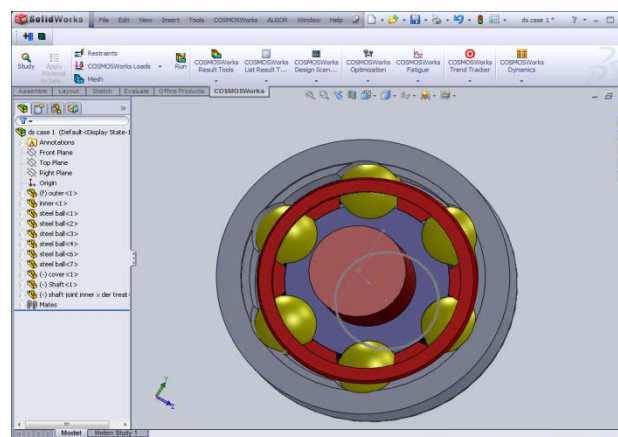 SolidWorks File Edit View Insert Tools COSMOSWorks ALGOR Window Help ds case 1 *
Study Apply Material Restraints COSMOSWorks Loads Mesh Run COSMOSWorks Result Tools COSMOSWorks List Result T... COSMOSWorks Design Scen... COSMOSWorks Optimization COSMOSWorks Fatigue COSMOSWorks Trend Tracker COSMOSWorks Dynamics
Assemble Layout Sketch Evaluate Office Products COSMOSWorks
ds case 1 (Default<Display State-1
Annotations
Front Plane
Top Plane
Right Plane
Origin
(f) outer<1>
inner<1>
steel ball<1>
steel ball<2>
steel ball<3>
steel ball<4>
steel ball<6>
steel ball<7>
(-) cover<1>
(-) Shaft<1>
(-) shaft joint inner x der treat
Mates
Model Motion Study 1